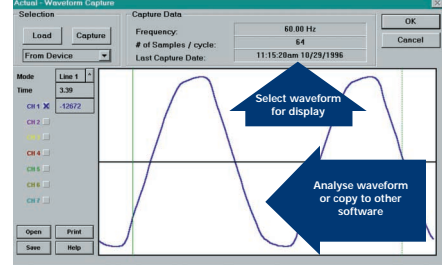 Actual - Waveform Capture
Selection
Load Capture
From Device
Capture Data
Frequency: 60.00 Hz
# of Samples / cycle: 64
Last Capture Date: 11:15:20am 10/29/1996
OK
Cancel
Mode Line 1
Time 3.39
CH 1 X -12672
CH 2
CH 3
CH 4
CH 5
CH 6
CH 7
Select waveform
for display
Analyse waveform
or copy to other
software
Open Print
Save Help